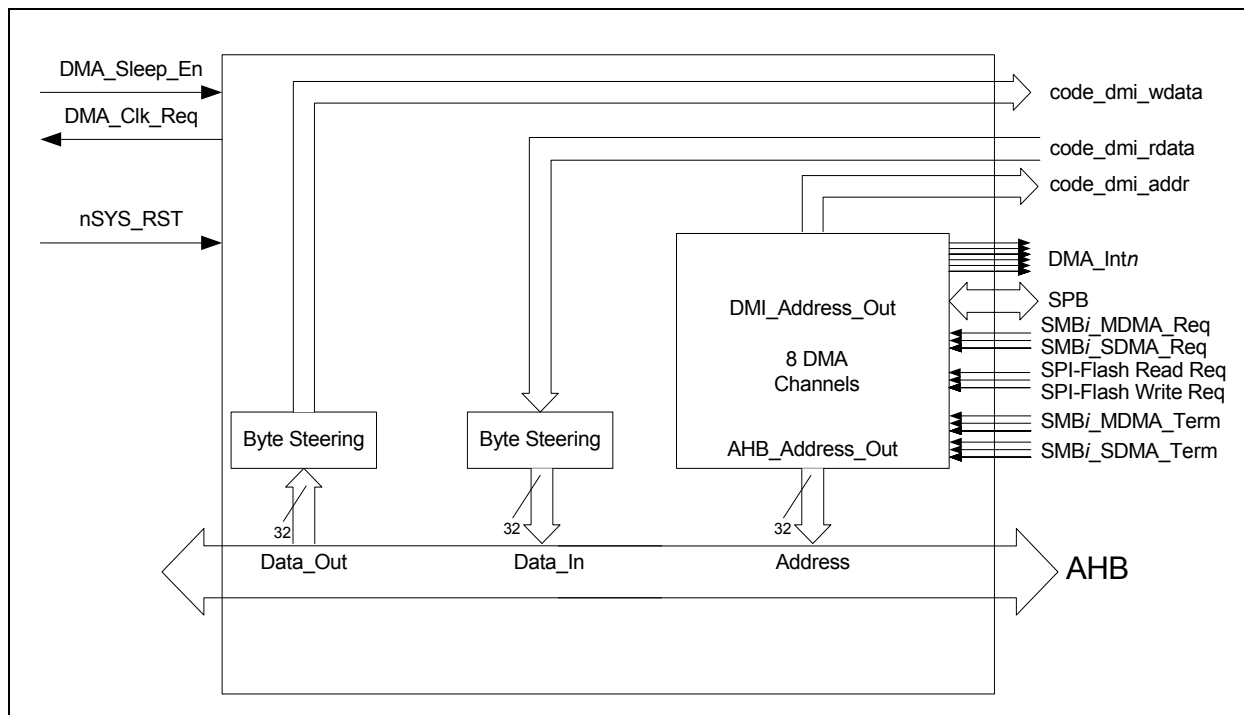 DMA_Sleep_En
DMA_Clk_Req
nSYS_RST
code_dmi_wdata
code_dmi_rdata
code_dmi_addr
DMA_Intn
SPB
SMBi_MDMA_Req
SMBi_SDMA_Req
SPI-Flash Read Req
SPI-Flash Write Req
SMBi_MDMA_Term
SMBi_SDMA_Term
DMI_Address_Out
8 DMA
Channels
AHB_Address_Out
Byte Steering
Byte Steering
32
32
32
Data_Out
Data_In
Address
AHB